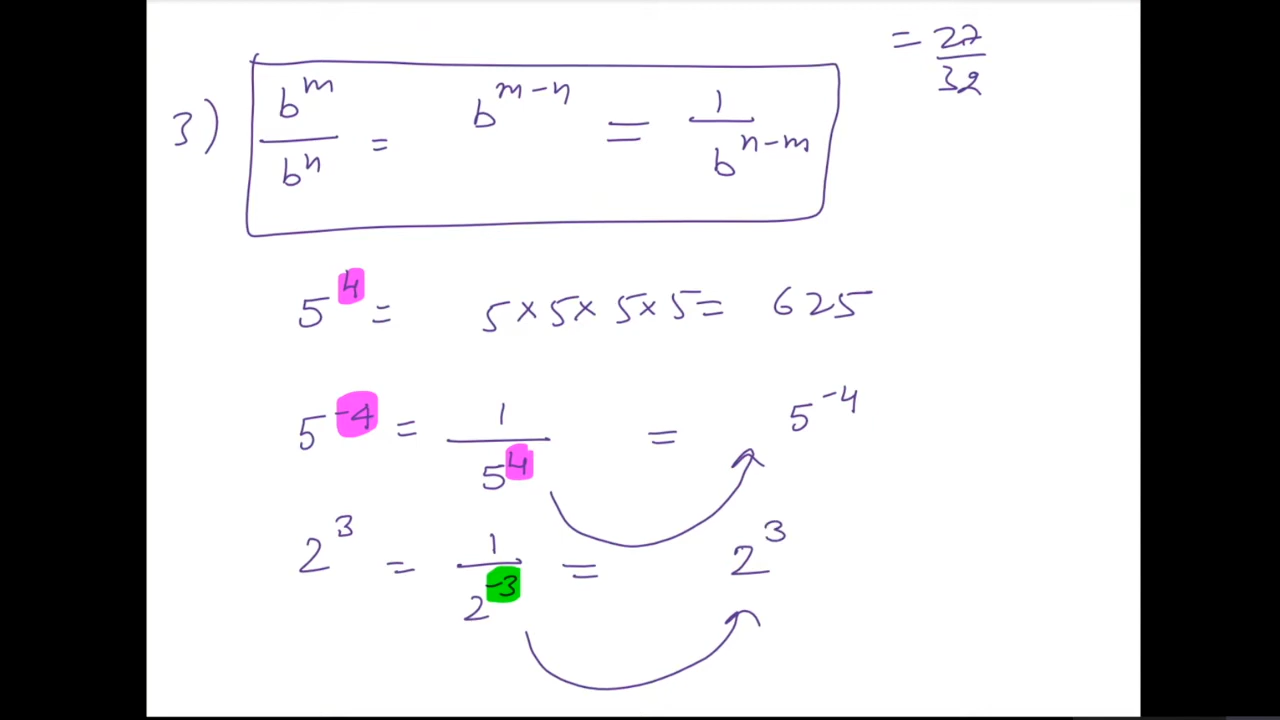 = 27/32
3) b^m/b^n = b^(m-n) = 1/b^(n-m)
5^4 = 5 × 5 × 5 × 5 = 625
5^-4 = 1/5^4 = 5^-4
2^3 = 1/2^-3 = 2^3